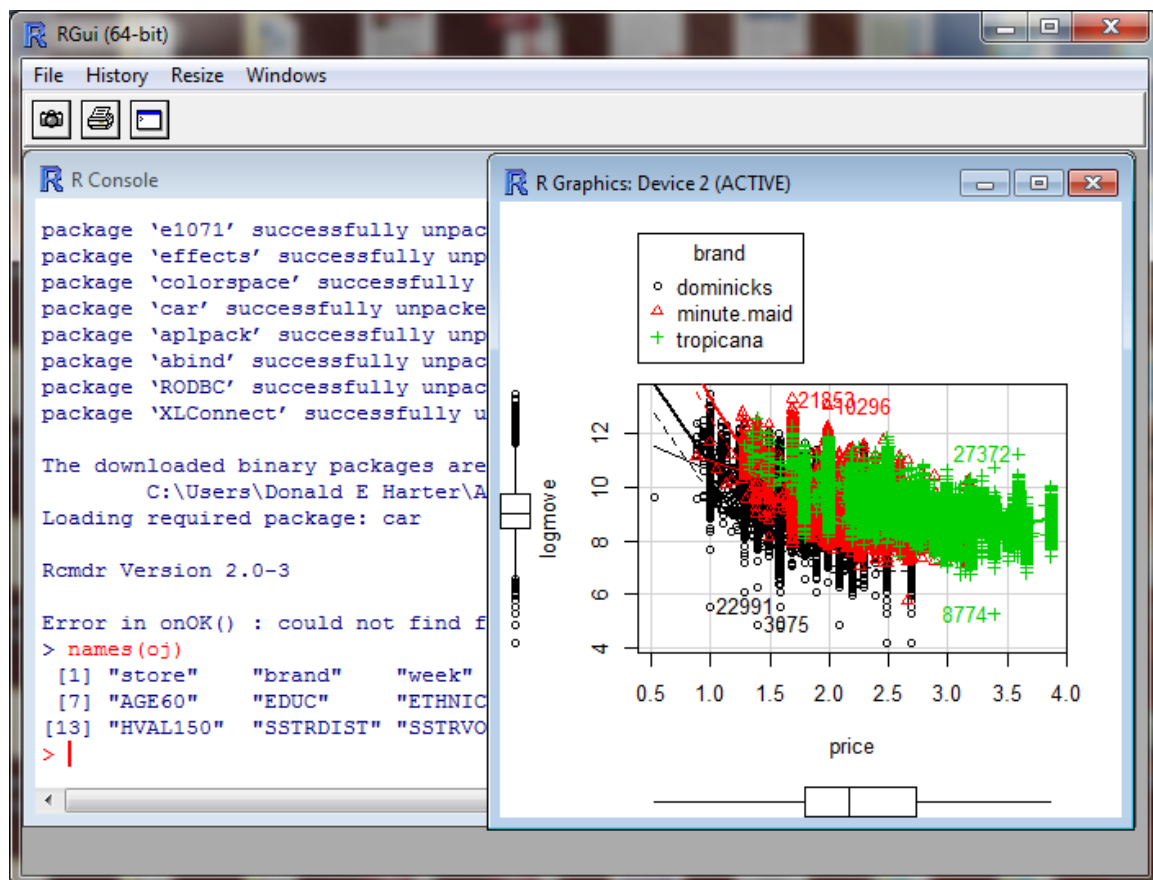 RGui (64-bit)
File History Resize Windows
R Console
package ‘e1071’ successfully unpac
package ‘effects’ successfully unp
package ‘colorspace’ successfully
package ‘car’ successfully unpacke
package ‘aplpack’ successfully unp
package ‘abind’ successfully unpac
package ‘RODBC’ successfully unpac
package ‘XLConnect’ successfully u
The downloaded binary packages are
C:\Users\Donald E Harter\A
Loading required package: car
Rcmdr Version 2.0-3
Error in onOK() : could not find f
> names(oj)
[1] "store" "brand" "week"
[7] "AGE60" "EDUC" "ETHNIC
[13] "HVAL150" "SSTRDIST" "SSTRVO
>
R Graphics: Device 2 (ACTIVE)
brand
dominicks
minute.maid
tropicana
21853
10296
27372
22991
3075
8774
logmove
12
10
8
6
4
0.5 1.0 1.5 2.0 2.5 3.0 3.5 4.0
price